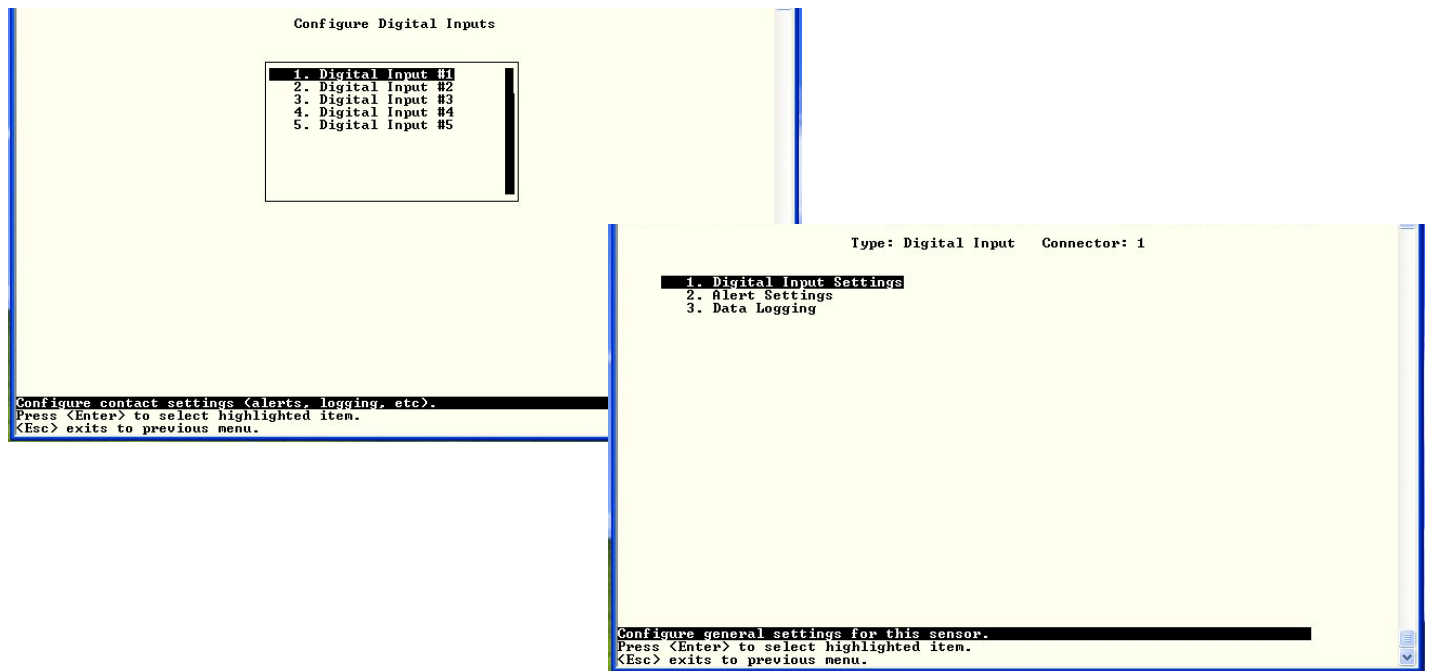 Configure Digital Inputs
1. Digital Input #1
2. Digital Input #2
3. Digital Input #3
4. Digital Input #4
5. Digital Input #5
Configure contact settings (alerts, logging, etc).
Press <Enter> to select highlighted item.
<Esc> exits to previous menu.
Type: Digital Input Connector: 1
1. Digital Input Settings
2. Alert Settings
3. Data Logging
Configure general settings for this sensor.
Press <Enter> to select highlighted item.
<Esc> exits to previous menu.